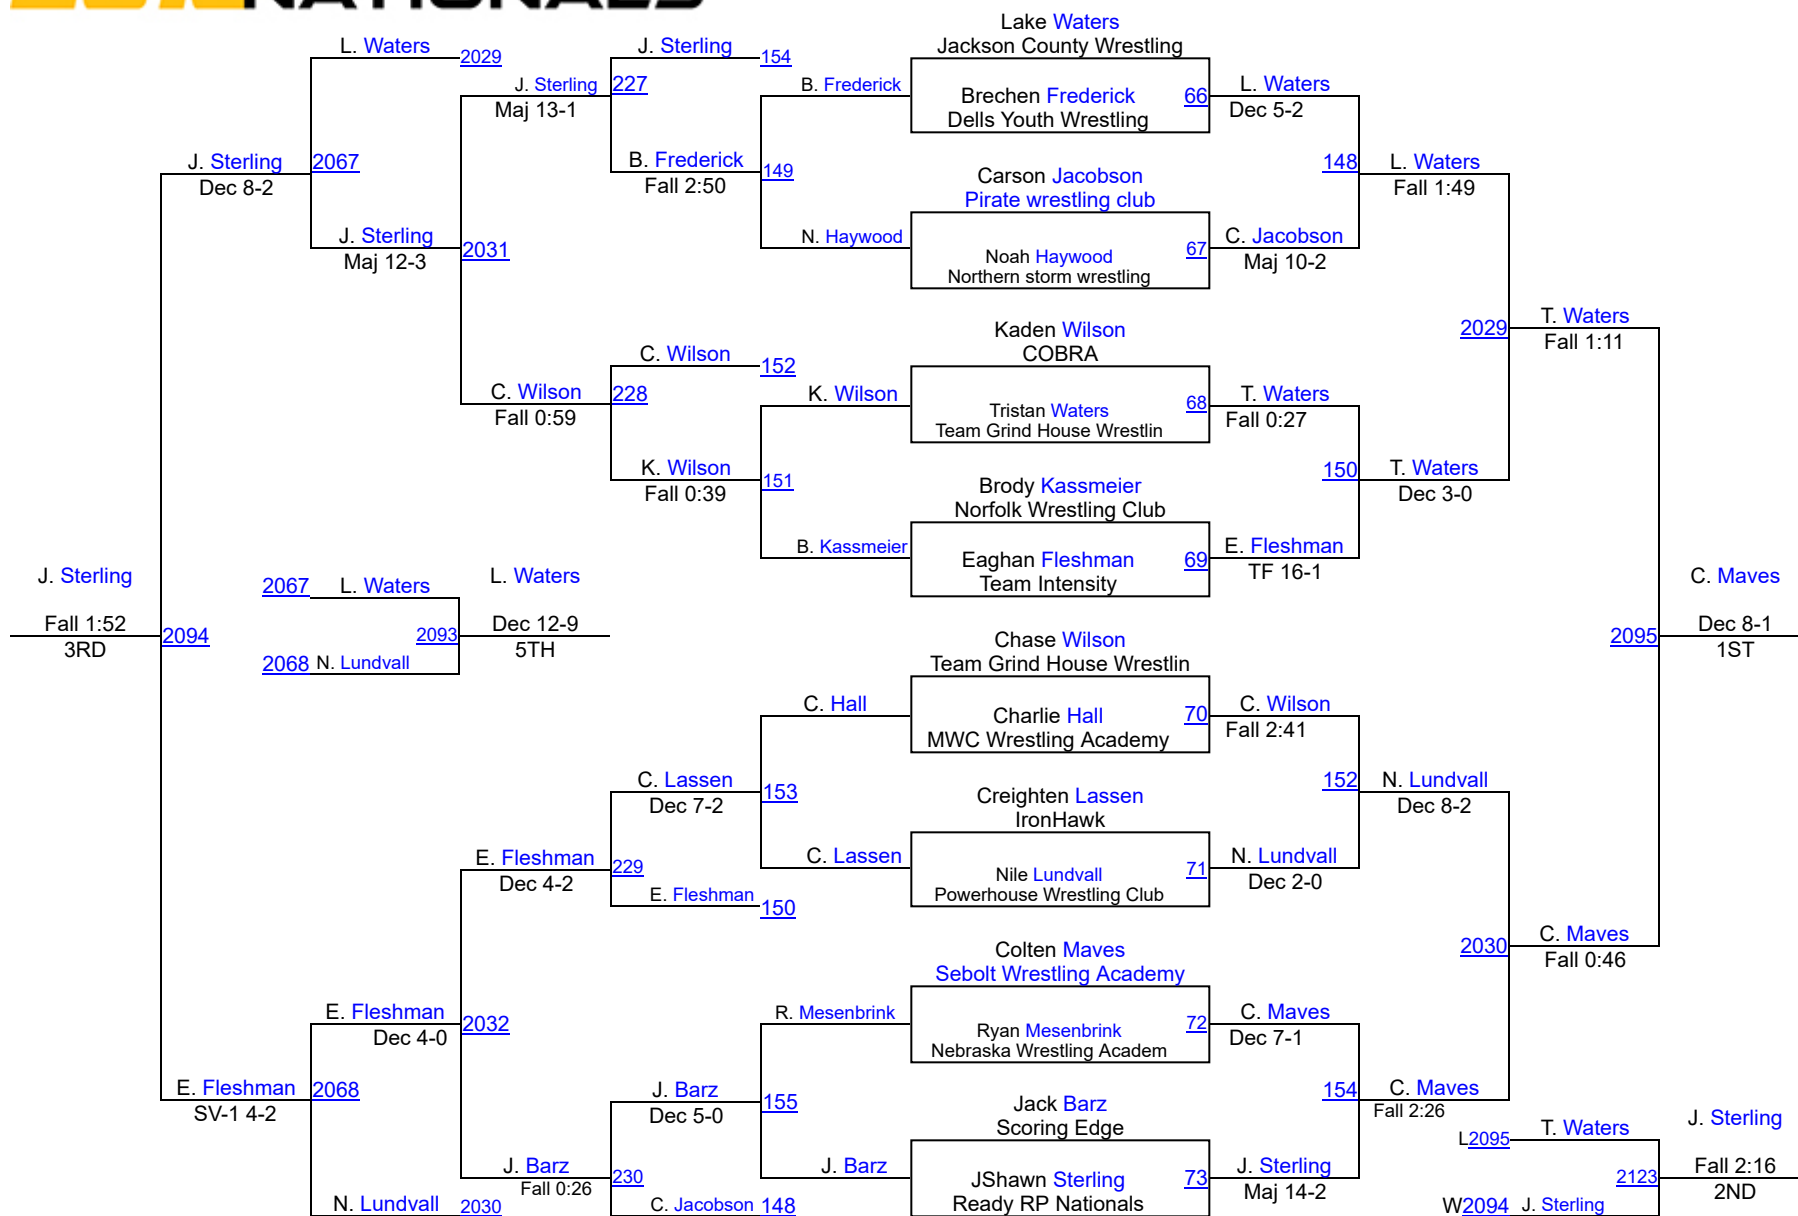 NATIONALS
Lake Waters
Jackson County Wrestling
L. Waters
2029
J. Sterling
154
J. Sterling
227
Maj 13-1
B. Frederick
Brechen Frederick
66
Dells Youth Wrestling
L. Waters
Dec 5-2
J. Sterling
2067
Dec 8-2
B. Frederick
149
Fall 2:50
Carson Jacobson
Pirate wrestling club
148
L. Waters
Fall 1:49
J. Sterling
2031
Maj 12-3
N. Haywood
Noah Haywood
67
Northern storm wrestling
C. Jacobson
Maj 10-2
Kaden Wilson
COBRA
2029
T. Waters
Fall 1:11
C. Wilson
152
C. Wilson
228
Fall 0:59
K. Wilson
Tristan Waters
68
Team Grind House Wrestlin
T. Waters
Fall 0:27
K. Wilson
151
Fall 0:39
Brody Kassmeier
Norfolk Wrestling Club
150
T. Waters
Dec 3-0
B. Kassmeier
Eaghan Fleshman
69
Team Intensity
E. Fleshman
TF 16-1
J. Sterling
Fall 1:52
3RD
2094
2067
L. Waters
2068
N. Lundvall
2093
L. Waters
Dec 12-9
5TH
C. Maves
2095
Dec 8-1
1ST
Chase Wilson
Team Grind House Wrestlin
C. Hall
Charlie Hall
70
MWC Wrestling Academy
C. Wilson
Fall 2:41
C. Lassen
153
Dec 7-2
Creighten Lassen
IronHawk
152
N. Lundvall
Dec 8-2
E. Fleshman
229
Dec 4-2
C. Lassen
Nile Lundvall
71
Powerhouse Wrestling Club
N. Lundvall
Dec 2-0
E. Fleshman
150
Colten Maves
Sebolt Wrestling Academy
2030
C. Maves
Fall 0:46
E. Fleshman
2032
Dec 4-0
R. Mesenbrink
Ryan Mesenbrink
72
Nebraska Wrestling Academ
C. Maves
Dec 7-1
E. Fleshman
2068
SV-1 4-2
J. Barz
155
Dec 5-0
Jack Barz
Scoring Edge
154
C. Maves
Fall 2:26
L2095
T. Waters
J. Sterling
J. Barz
230
Fall 0:26
J. Barz
JShawn Sterling
73
Ready RP Nationals
J. Sterling
Maj 14-2
2123
Fall 2:16
2ND
N. Lundvall
2030
C. Jacobson
148
W2094
J. Sterling